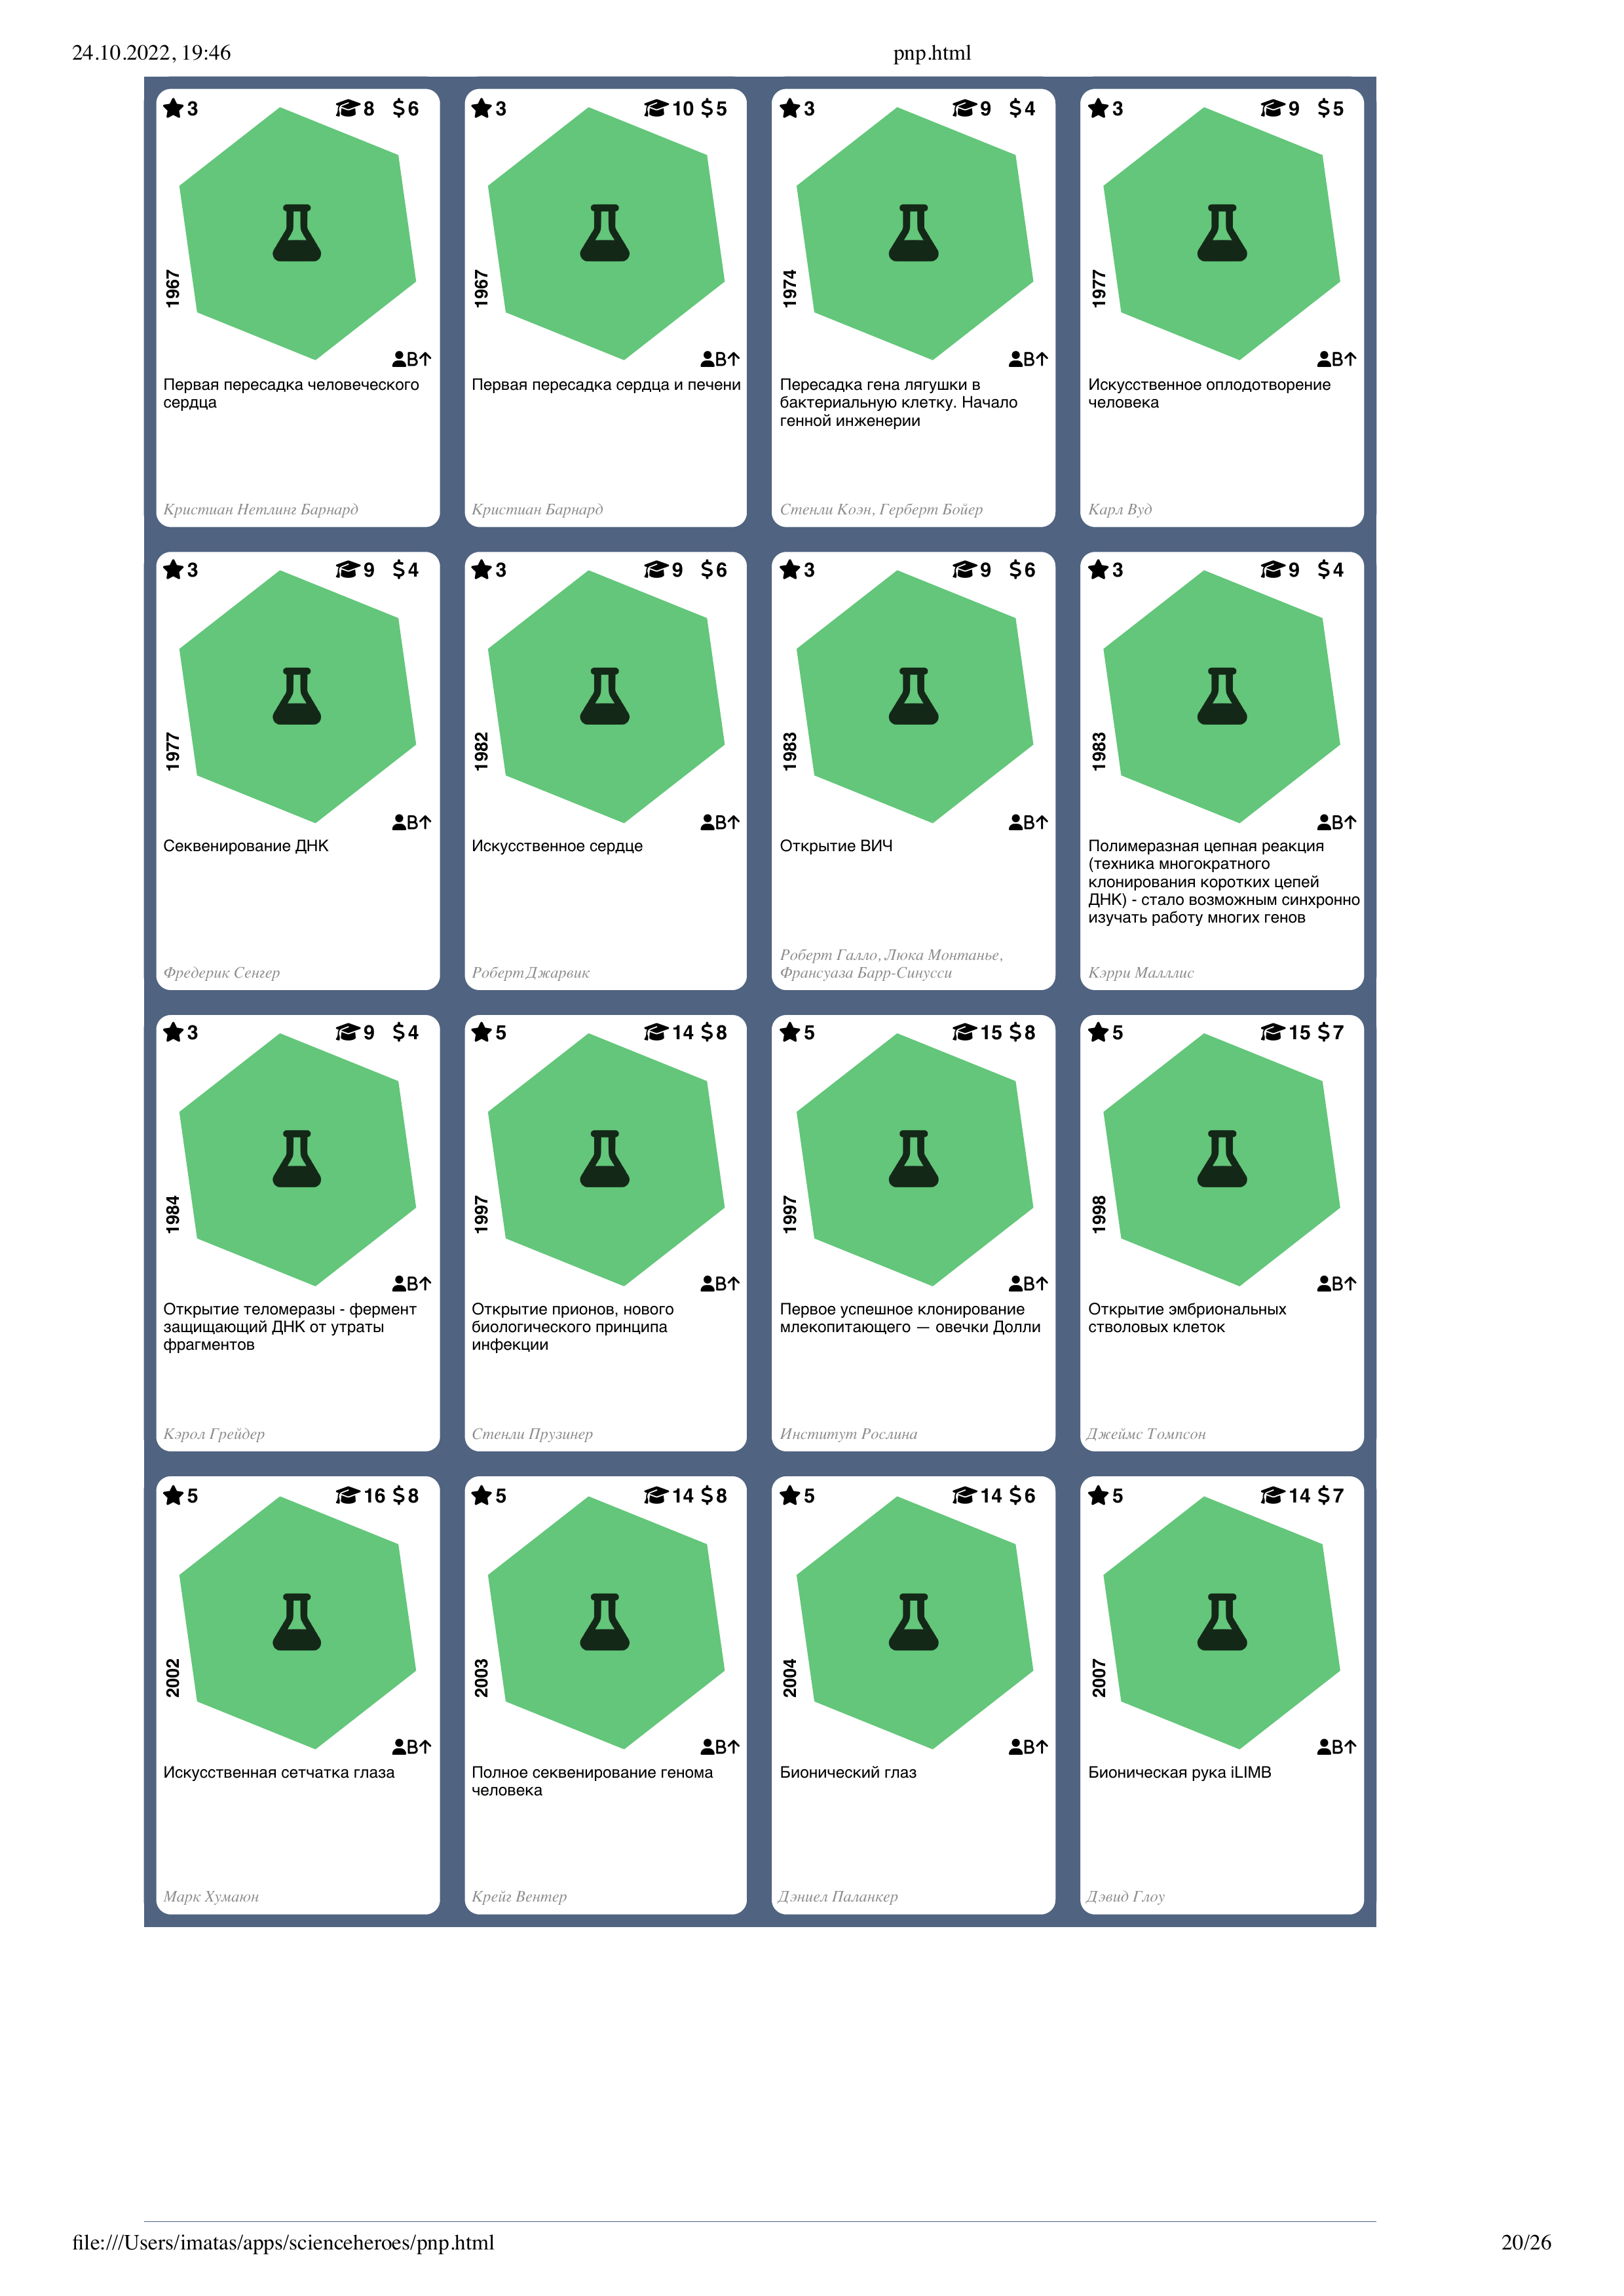 24.10.2022, 19:46 pnp.html
3 8 $6
1967
B↑
Первая пересадка человеческого
сердца
Кристиан Нетлинг Барнард
3 10 $5
1967
B↑
Первая пересадка сердца и печени
Кристиан Барнард
3 9 $4
1974
B↑
Пересадка гена лягушки в
бактериальную клетку. Начало
генной инженерии
Стенли Коэн, Герберт Бойер
3 9 $5
1977
B↑
Искусственное оплодотворение
человека
Карл Вуд
3 9 $4
1977
B↑
Секвенирование ДНК
Фредерик Сенгер
3 9 $6
1982
B↑
Искусственное сердце
Роберт Джарвик
3 9 $6
1983
B↑
Открытие ВИЧ
Роберт Галло, Люка Монтанье,
Франсуаза Барр-Синусси
3 9 $4
1983
B↑
Полимеразная цепная реакция
(техника многократного
клонирования коротких цепей
ДНК) - стало возможным синхронно
изучать работу многих генов
Кэрри Малллис
3 9 $4
1984
B↑
Открытие теломеразы - фермент
защищающий ДНК от утраты
фрагментов
Кэрол Грейдер
5 14 $8
1997
B↑
Открытие прионов, нового
биологического принципа
инфекции
Стенли Прузинер
5 15 $8
1997
B↑
Первое успешное клонирование
млекопитающего — овечки Долли
Институт Рослина
5 15 $7
1998
B↑
Открытие эмбриональных
стволовых клеток
Джеймс Томпсон
5 16 $8
2002
B↑
Искусственная сетчатка глаза
Марк Хумаюн
5 14 $8
2003
B↑
Полное секвенирование генома
человека
Крейг Вентер
5 14 $6
2004
B↑
Бионический глаз
Дэниел Паланкер
5 14 $7
2007
B↑
Бионическая рука iLIMB
Дэвид Глоу
file:///Users/imatas/apps/scienceheroes/pnp.html 20/26